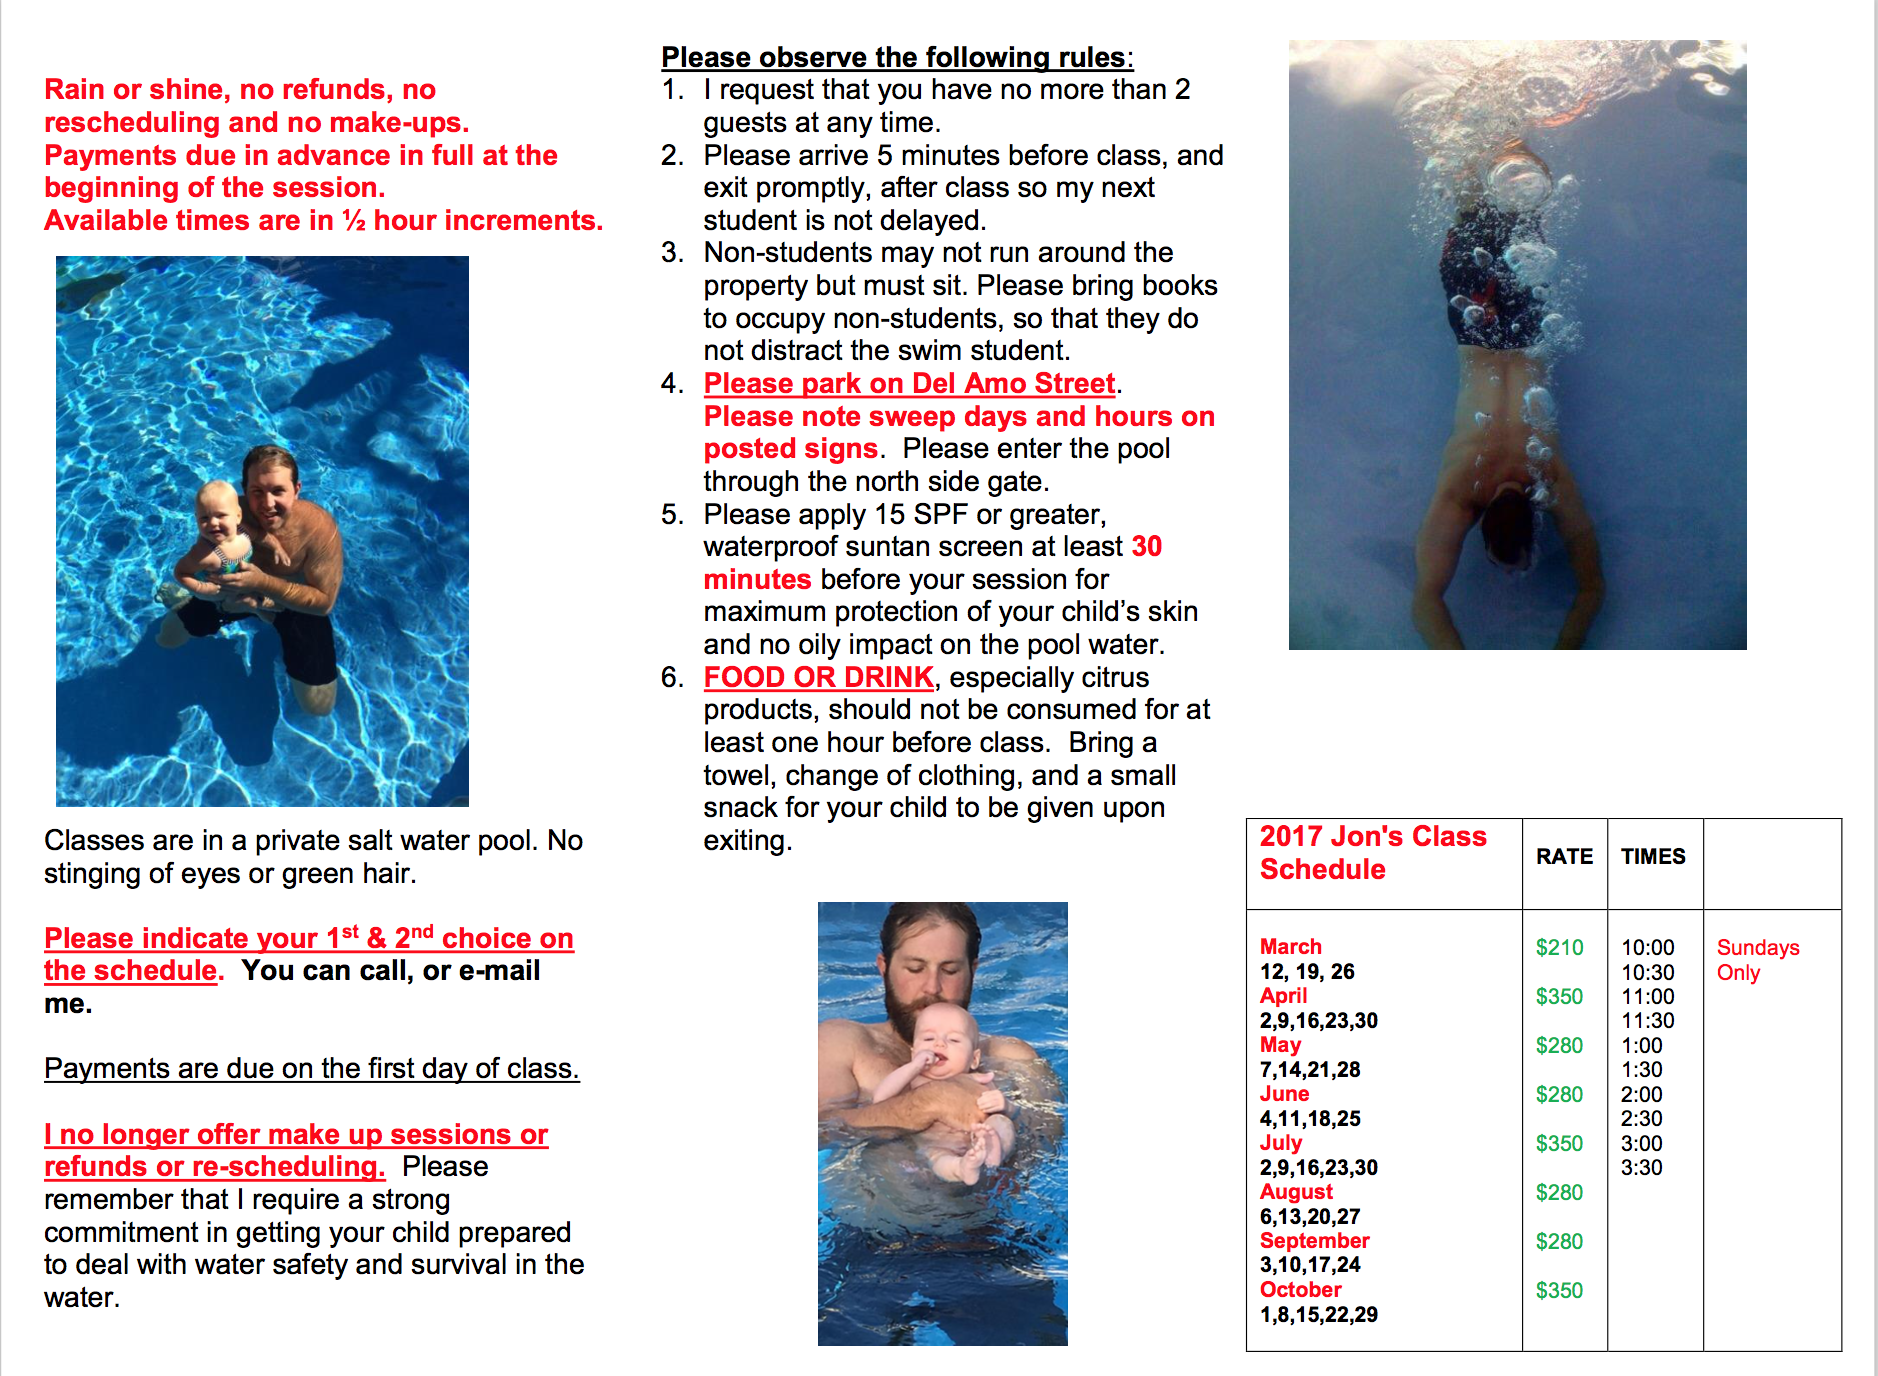 Rain or shine, no refunds, no
rescheduling and no make-ups.
Payments due in advance in full at the
beginning of the session.
Available times are in ½ hour increments.
Classes are in a private salt water pool. No
stinging of eyes or green hair.
Please indicate your 1st & 2nd choice on
the schedule.  You can call, or e-mail
me.
Payments are due on the first day of class.
I no longer offer make up sessions or
refunds or re-scheduling.  Please
remember that I require a strong
commitment in getting your child prepared
to deal with water safety and survival in the
water.
Please observe the following rules:
1. I request that you have no more than 2
guests at any time.
2. Please arrive 5 minutes before class, and
exit promptly, after class so my next
student is not delayed.
3. Non-students may not run around the
property but must sit. Please bring books
to occupy non-students, so that they do
not distract the swim student.
4. Please park on Del Amo Street.
Please note sweep days and hours on
posted signs.  Please enter the pool
through the north side gate.
5. Please apply 15 SPF or greater,
waterproof suntan screen at least 30
minutes before your session for
maximum protection of your child’s skin
and no oily impact on the pool water.
6. FOOD OR DRINK, especially citrus
products, should not be consumed for at
least one hour before class.  Bring a
towel, change of clothing, and a small
snack for your child to be given upon
exiting.
2017 Jon's Class
Schedule
RATE TIMES
March $210 10:00 Sundays
12, 19, 26 10:30 Only
April $350 11:00
2,9,16,23,30 11:30
May $280 1:00
7,14,21,28 1:30
June $280 2:00
4,11,18,25 2:30
July $350 3:00
2,9,16,23,30 3:30
August $280
6,13,20,27
September $280
3,10,17,24
October $350
1,8,15,22,29